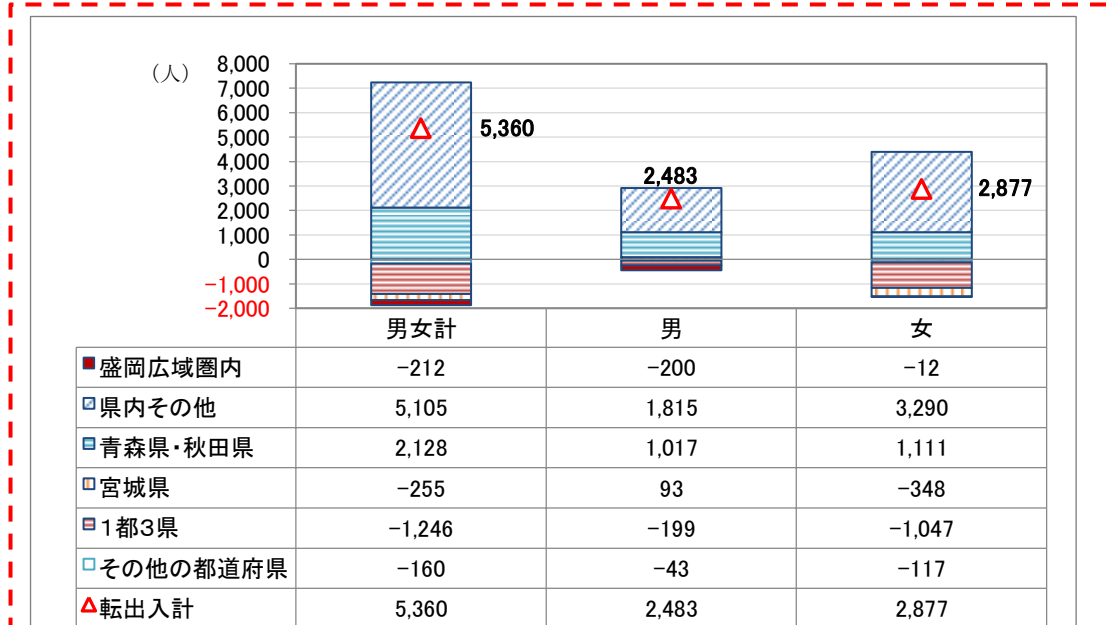 （人）
8,000
7,000
6,000
5,000
4,000
3,000
2,000
1,000
0
−1,000
−2,000
5,360
2,483
2,877
男女計 男 女
盛岡広域圏内 −212 −200 −12
県内その他 5,105 1,815 3,290
青森県・秋田県 2,128 1,017 1,111
宮城県 −255 93 −348
1都3県 −1,246 −199 −1,047
その他の都道府県 −160 −43 −117
転出入計 5,360 2,483 2,877